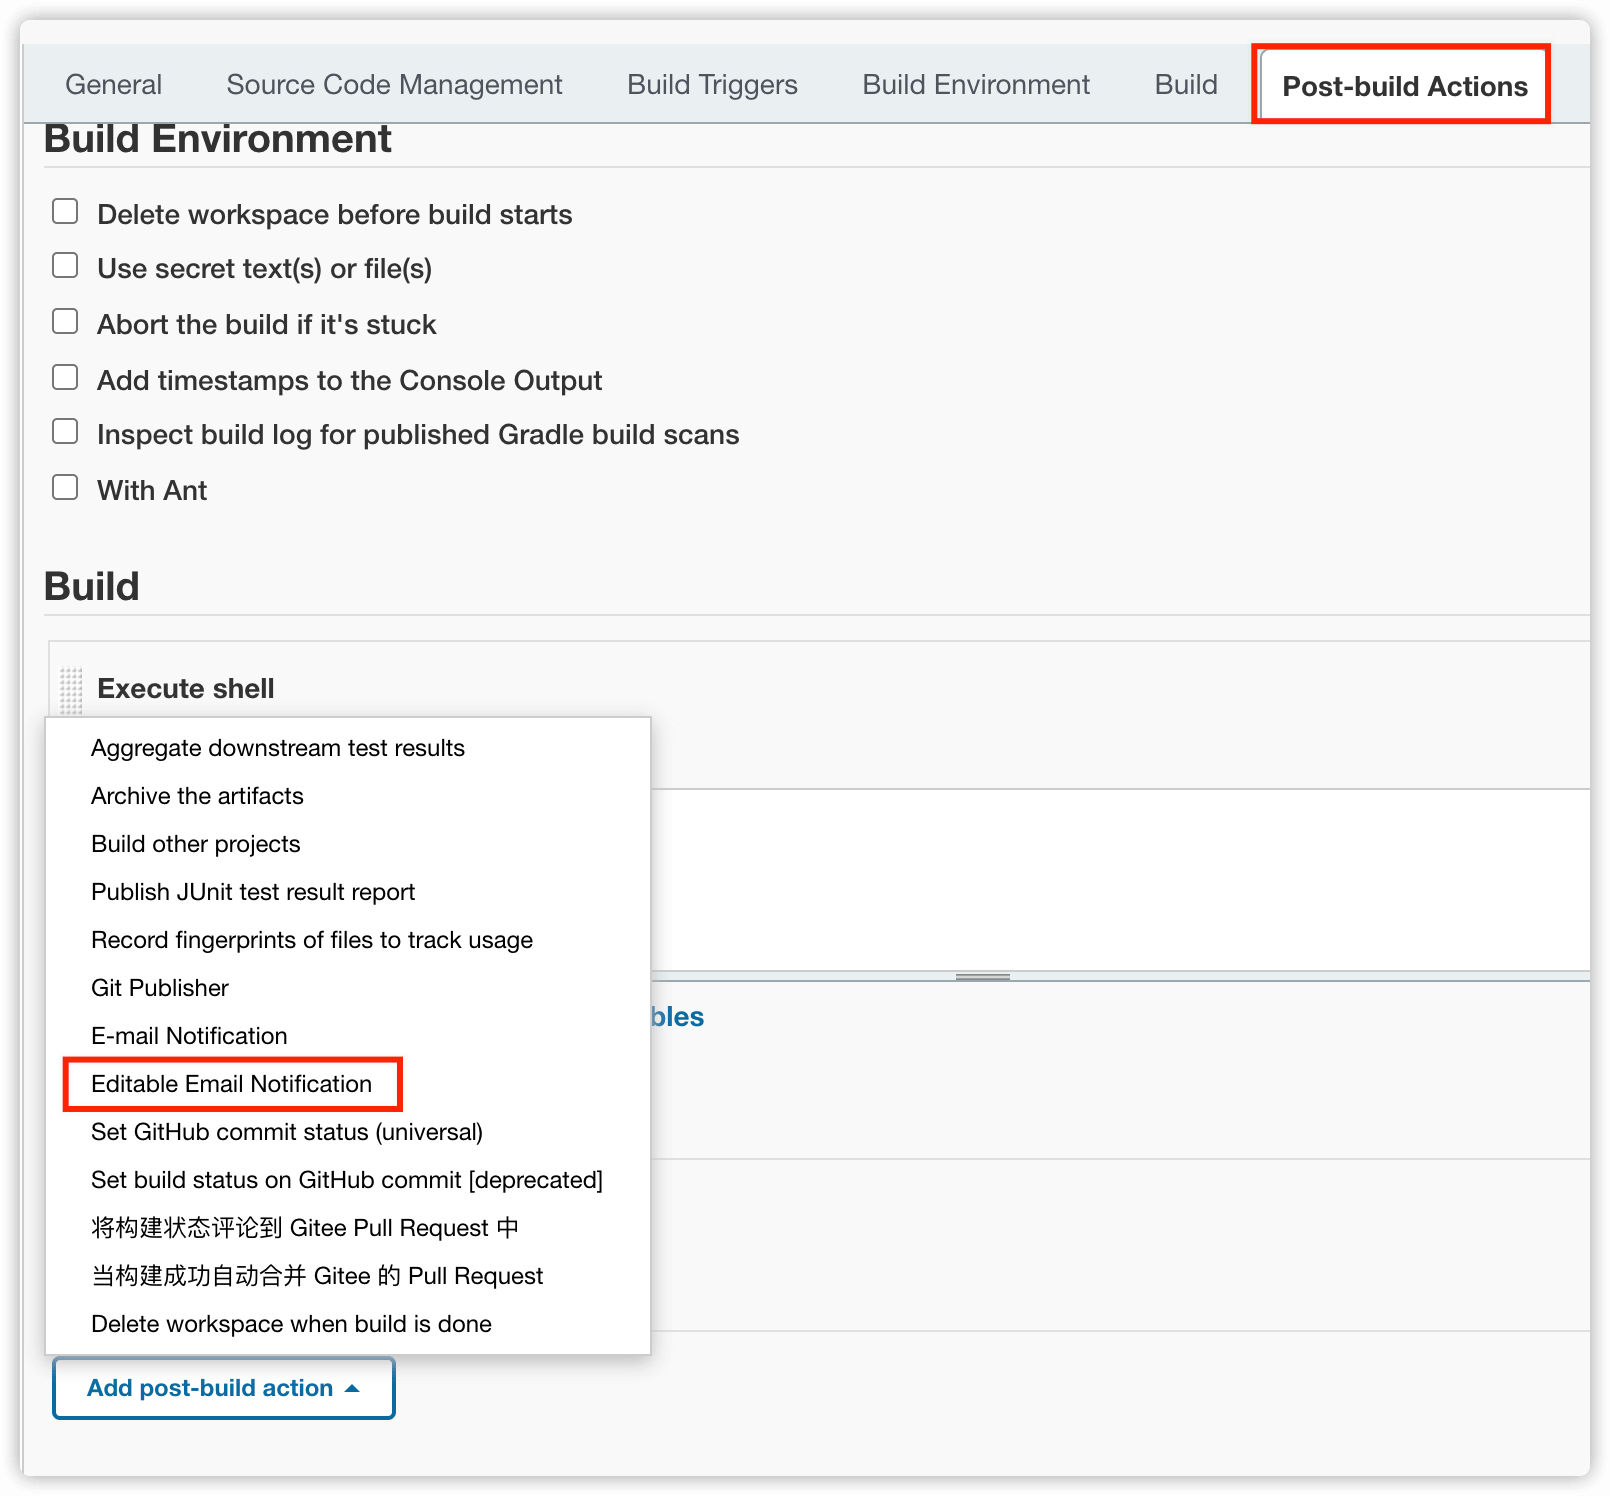 General Source Code Management Build Triggers Build Environment Build Post-build Actions
Build Environment
Delete workspace before build starts
Use secret text(s) or file(s)
Abort the build if it's stuck
Add timestamps to the Console Output
Inspect build log for published Gradle build scans
With Ant
Build
Execute shell
Aggregate downstream test results
Archive the artifacts
Build other projects
Publish JUnit test result report
Record fingerprints of files to track usage
Git Publisher
bles
E-mail Notification
Editable Email Notification
Set GitHub commit status (universal)
Set build status on GitHub commit [deprecated]
将构建状态评论到 Gitee Pull Request 中
当构建成功自动合并 Gitee 的 Pull Request
Delete workspace when build is done
Add post-build action